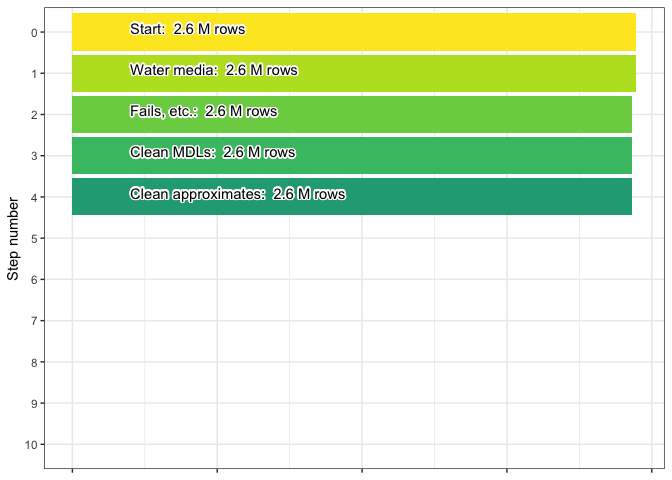 0
Start:  2.6 M rows
1
Water media:  2.6 M rows
2
Fails, etc.:  2.6 M rows
3
Clean MDLs:  2.6 M rows
4
Clean approximates:  2.6 M rows
5
6
7
8
9
10
Step number